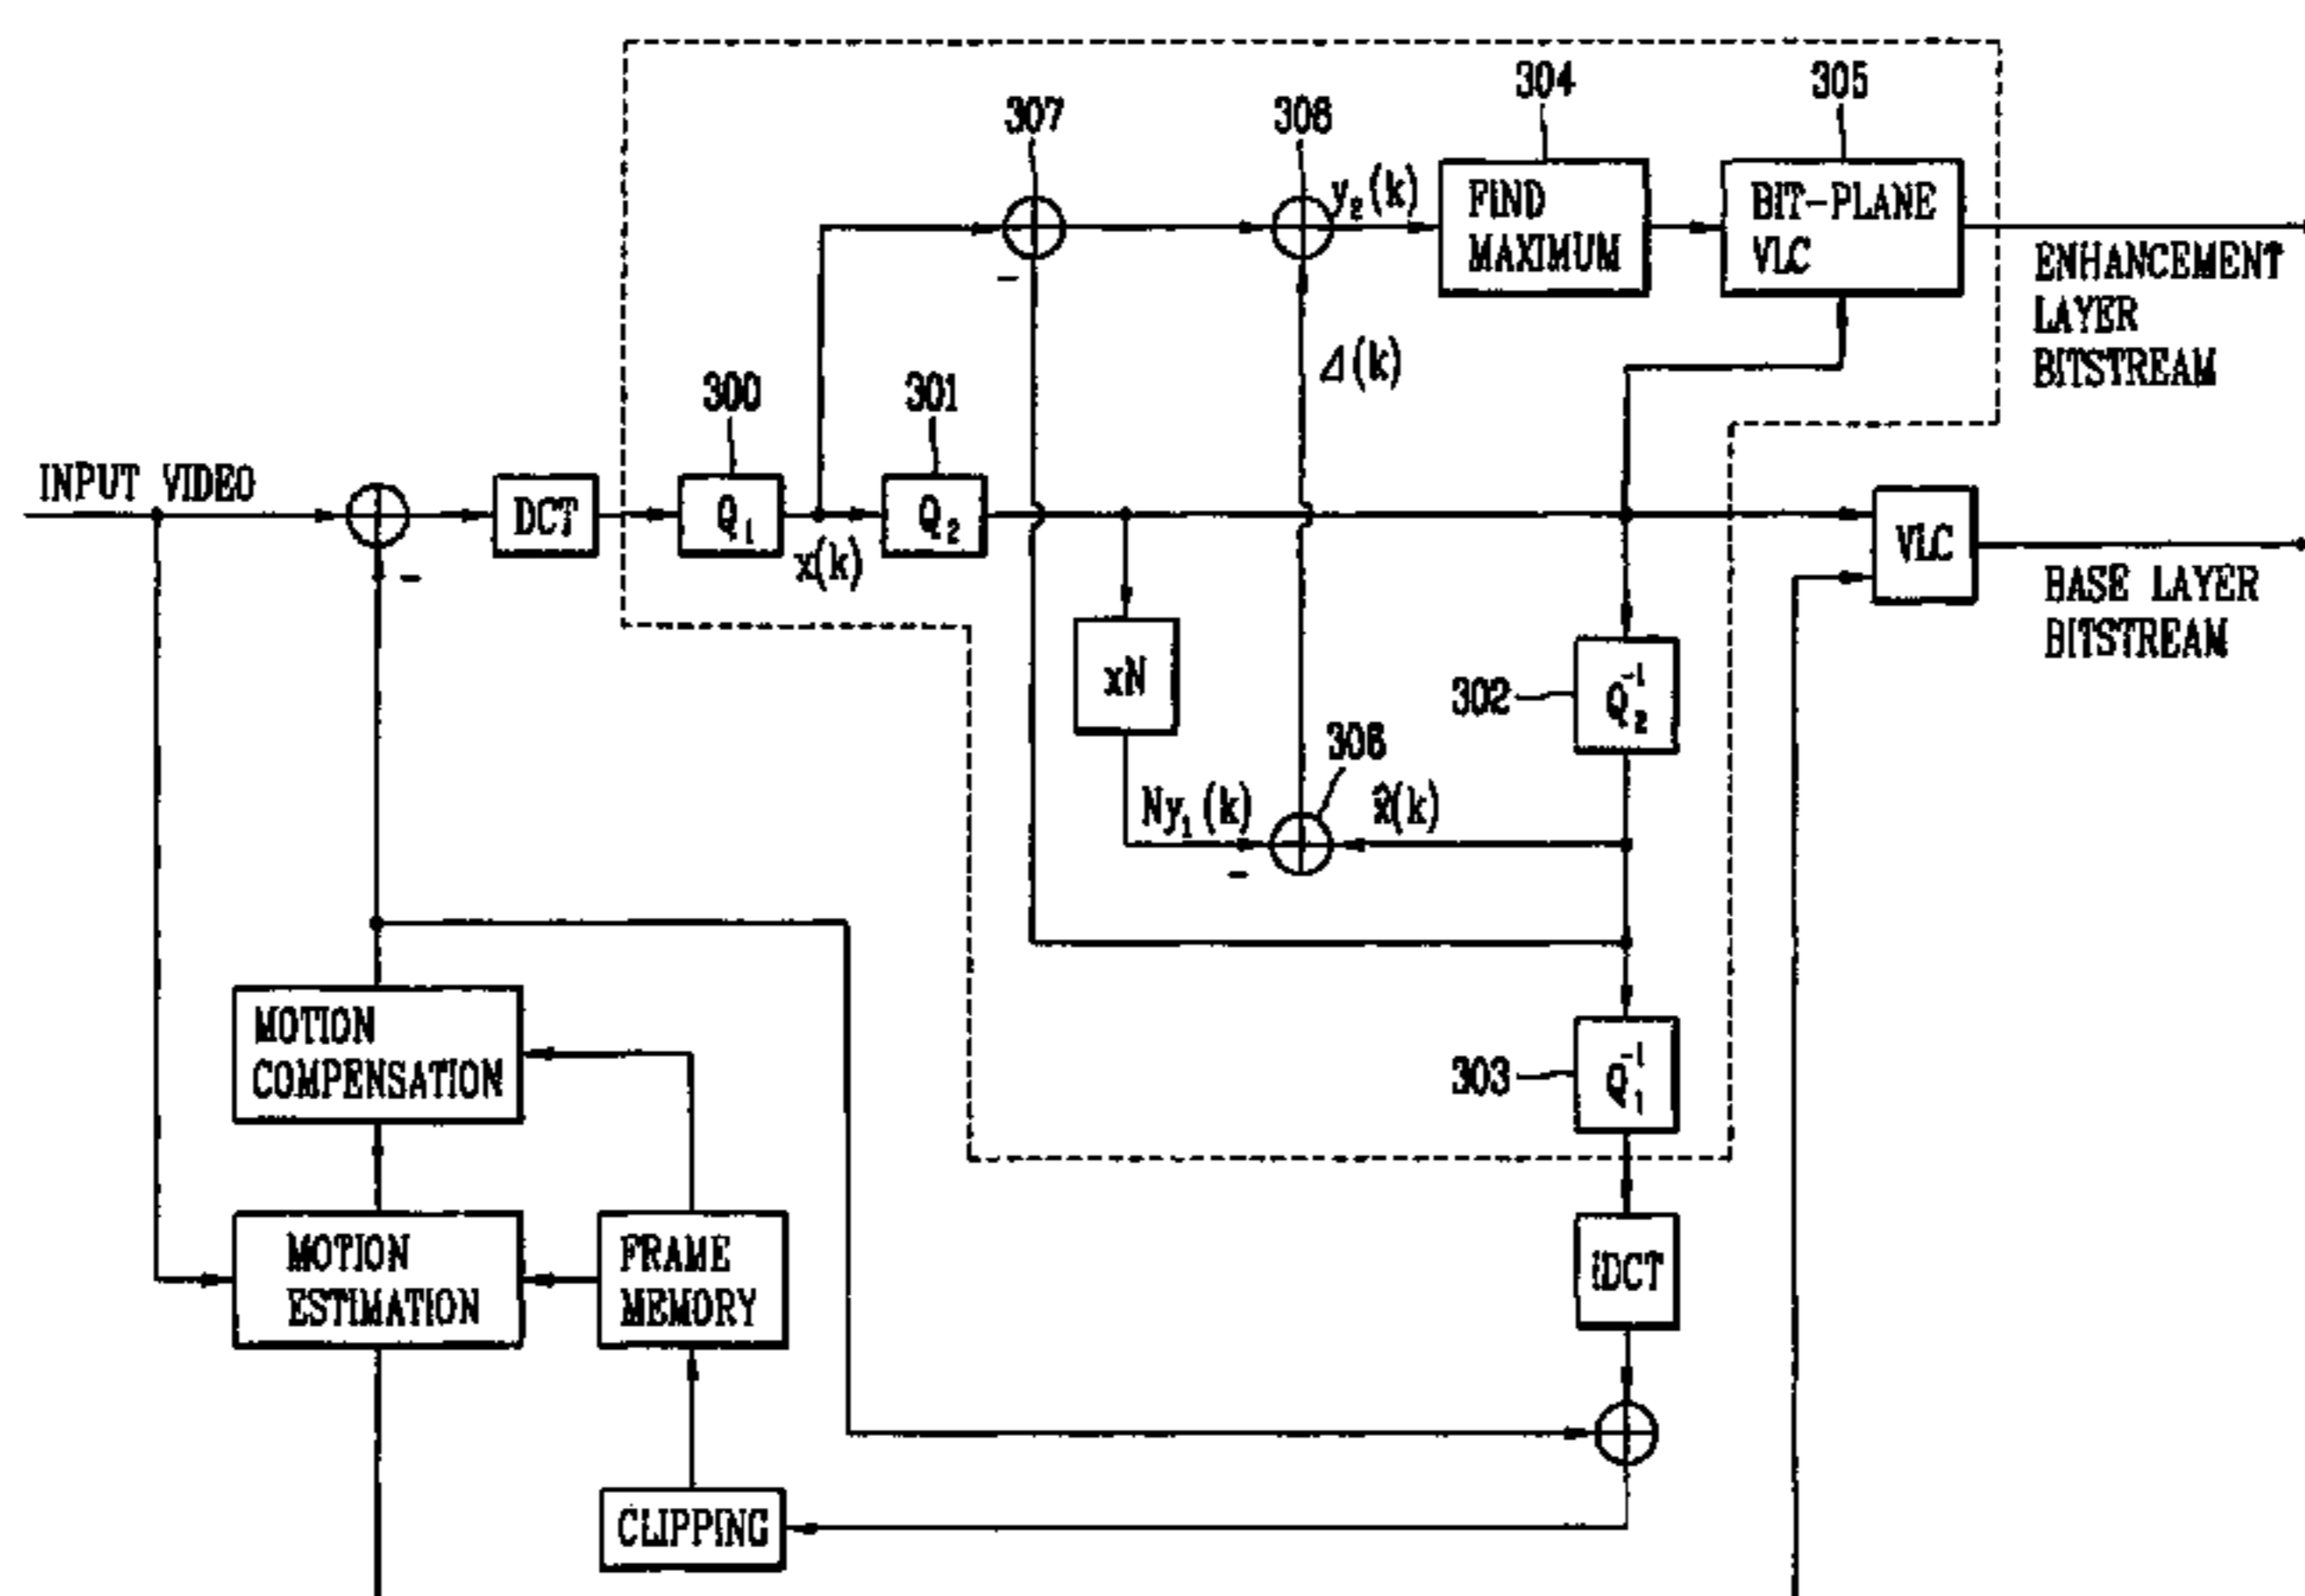 304
305
307
308
y₂(k)
FIND
MAXIMUM
BIT-PLANE
VLC
ENHANCEMENT
LAYER
BITSTREAM
Δ(k)
300
301
INPUT VIDEO
DCT
Q₁
x(k)
Q₂
VLC
BASE LAYER
BITSTREAM
xN
302
Q₂⁻¹
306
Ny₁(k)
x̂(k)
MOTION
COMPENSATION
303
Q₁⁻¹
MOTION
ESTIMATION
FRAME
MEMORY
IDCT
CLIPPING